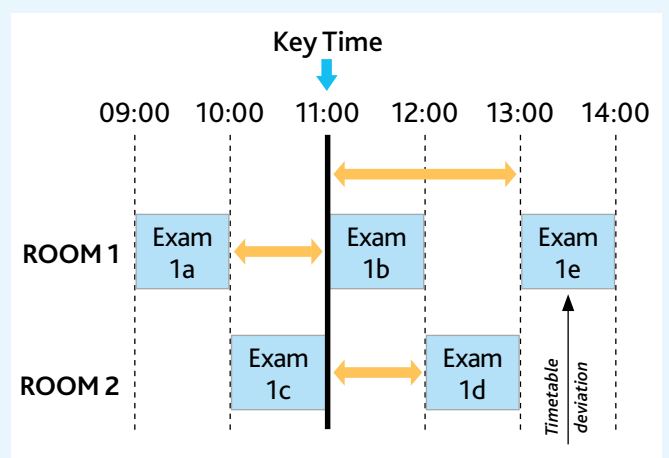 Key Time
09:00 10:00 11:00 12:00 13:00 14:00
ROOM 1
Exam
1a
Exam
1b
Exam
1e
ROOM 2
Exam
1c
Exam
1d
Timetable
deviation